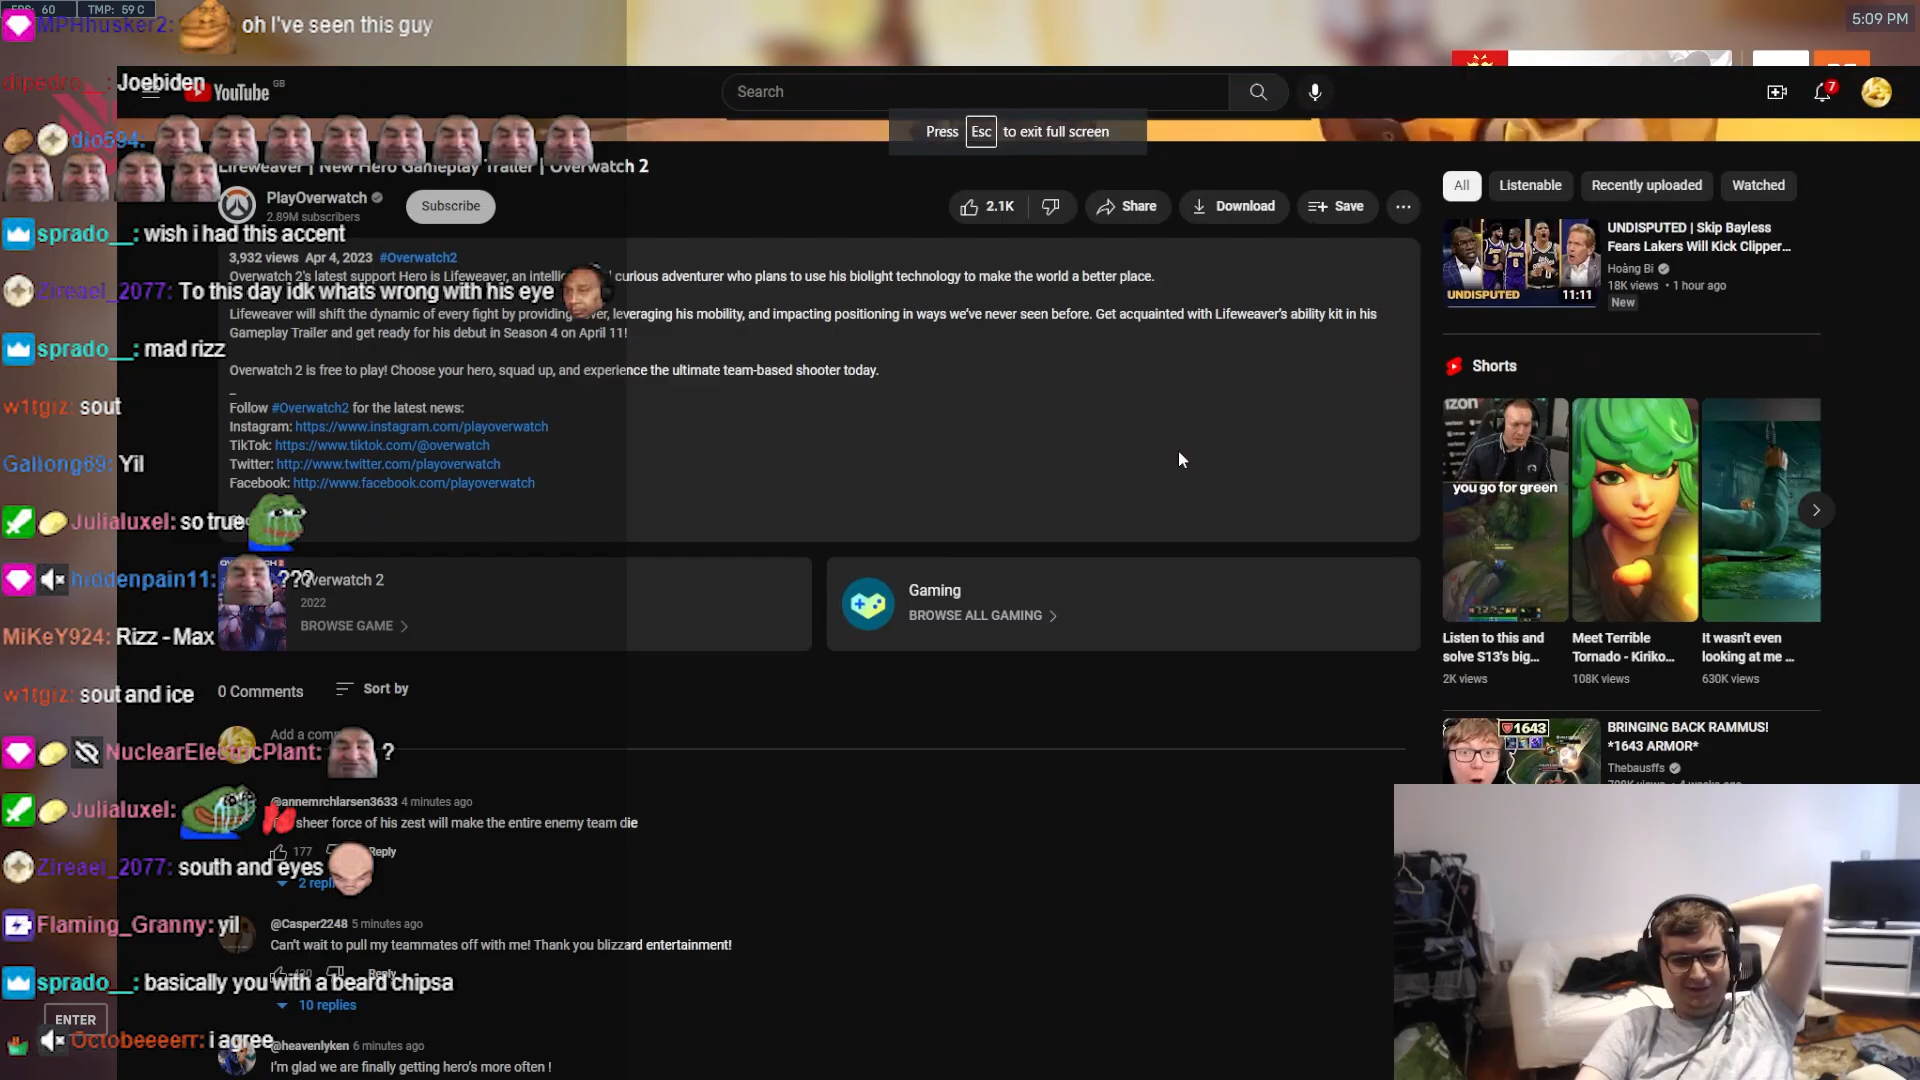 FPS: 60 TMP: 59 C
5:09 PM
MPHhusker2: oh I've seen this guy
dipedro__: Joebiden
YouTube GB
Search
7
Press Esc to exit full screen
dio594:
Lifeweaver | New Hero Gameplay Trailer | Overwatch 2
PlayOverwatch
2.89M subscribers
Subscribe
2.1K
Share
Download
Save
sprado__: wish i had this accent
3,932 views Apr 4, 2023 #Overwatch2
Overwatch 2's latest support Hero is Lifeweaver, an curious adventurer who plans to use his biolight technology to make the world a better place.
Zireael_2077: To this day idk whats wrong with his eye
Lifeweaver will shift the dynamic of every fight by providing leveraging his mobility, and impacting positioning in ways we've never seen before. Get acquainted with Lifeweaver's ability kit in his
Gameplay Trailer and get ready for his debut in Season 4 on April 11!
sprado__: mad rizz
Overwatch 2 is free to play! Choose your hero, squad up, and experience the ultimate team-based shooter today.
–
w1tgiz: sout
Follow #Overwatch2 for the latest news:
Instagram: https://www.instagram.com/playoverwatch
TikTok: https://www.tiktok.com/@overwatch
Twitter: http://www.twitter.com/playoverwatch
Facebook: http://www.facebook.com/playoverwatch
Gallong69: Yil
Julialuxel: so true
hiddenpain11: ???
Overwatch 2
2022
BROWSE GAME
Gaming
BROWSE ALL GAMING
MiKeY924: Rizz - Max
w1tgiz: sout and ice
0 Comments
Sort by
Add a
NuclearElectricPlant: ?
@annemrchlarsen3633 4 minutes ago
sheer force of his zest will make the entire enemy team die
Julialuxel:
177
Reply
Zireael_2077: south and eyes
2
@Casper2248 5 minutes ago
Can't wait to pull my teammates off with me! Thank you blizzard entertainment!
Flaming_Granny: yil
Reply
sprado__: basically you with a beard chipsa
10 replies
ENTER
Octobeeeerr: i agree
@heavenlyken 6 minutes ago
I'm glad we are finally getting hero's more often !
All
Listenable
Recently uploaded
Watched
UNDISPUTED
11:11
UNDISPUTED | Skip Bayless
Fears Lakers Will Kick Clipper...
Hoàng Bi
18K views • 1 hour ago
New
Shorts
you go for green
Listen to this and
solve S13's big...
2K views
Meet Terrible
Tornado - Kiriko...
108K views
It wasn't even
looking at me ...
630K views
1643
BRINGING BACK RAMMUS!
*1643 ARMOR*
Thebausffs